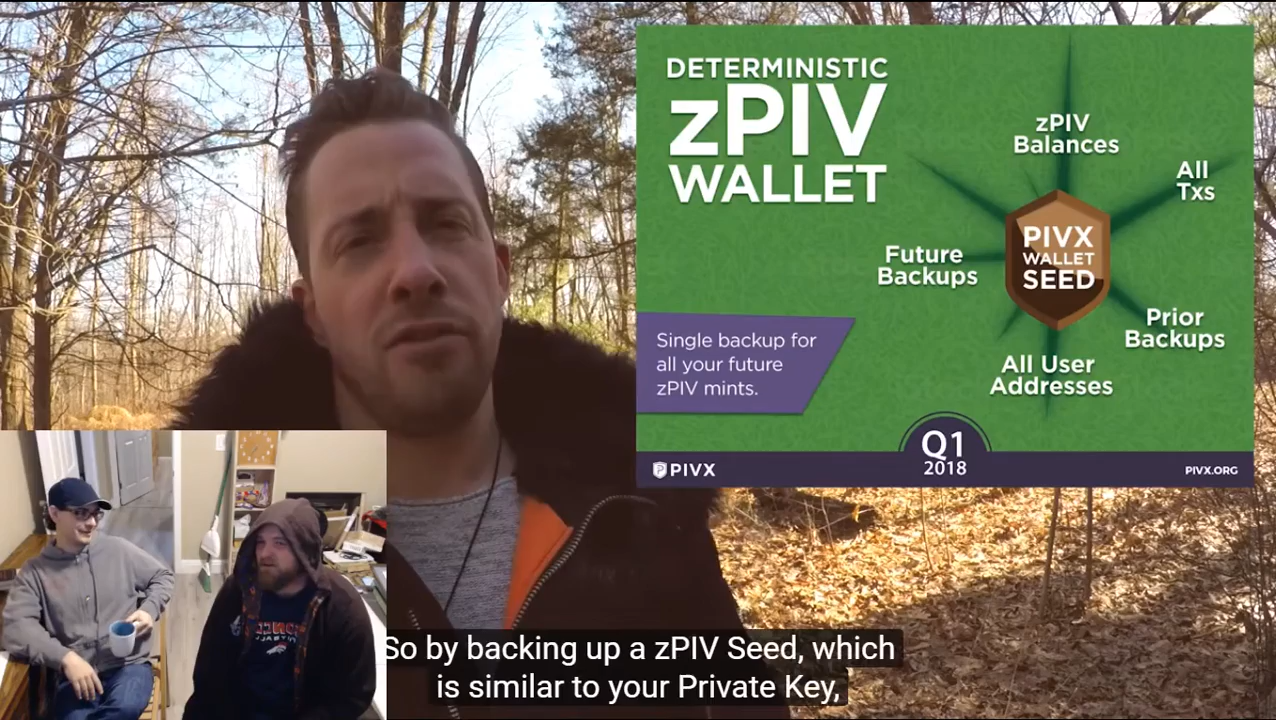 DETERMINISTIC
zPIV
WALLET
zPIV
Balances
All
Txs
PIVX
WALLET
SEED
Future
Backups
Prior
Backups
All User
Addresses
Single backup for
all your future
zPIV mints.
Q1
2018
PIVX
PIVX.ORG
So by backing up a zPIV Seed, which
is similar to your Private Key,